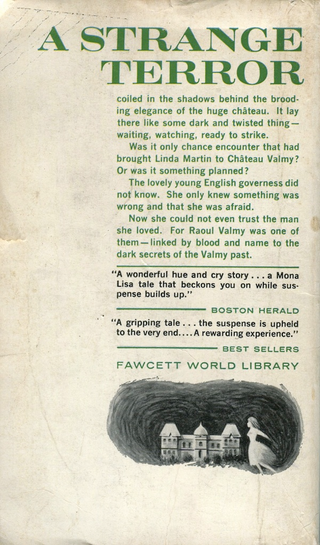 A STRANGE
TERROR
coiled in the shadows behind the brood-
ing elegance of the huge château. It lay
there like some dark and twisted thing—
waiting, watching, ready to strike.
Was it only chance encounter that had
brought Linda Martin to Château Valmy?
Or was it something planned?
The lovely young English governess did
not know. She only knew something was
wrong and that she was afraid.
Now she could not even trust the man
she loved. For Raoul Valmy was one of
them—linked by blood and name to the
dark secrets of the Valmy past.
"A wonderful hue and cry story . . . a Mona
Lisa tale that beckons you on while sus-
pense builds up."
BOSTON HERALD
"A gripping tale . . . the suspense is upheld
to the very end. . . . A rewarding experience."
BEST SELLERS
FAWCETT WORLD LIBRARY